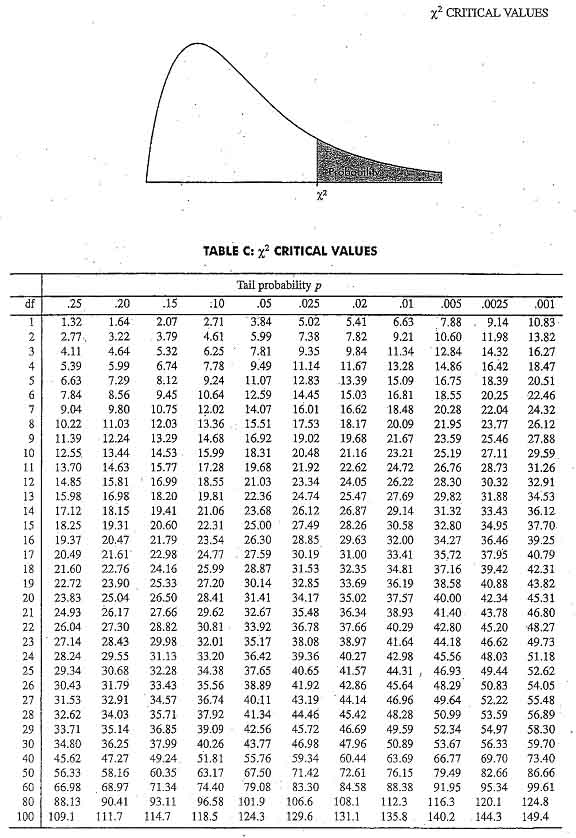 χ² CRITICAL VALUES
Probability
χ²
TABLE C: χ² CRITICAL VALUES
Tail probability p
df .25 .20 .15 .10 .05 .025 .02 .01 .005 .0025 .001
1 1.32 1.64 2.07 2.71 3.84 5.02 5.41 6.63 7.88 9.14 10.83
2 2.77 3.22 3.79 4.61 5.99 7.38 7.82 9.21 10.60 11.98 13.82
3 4.11 4.64 5.32 6.25 7.81 9.35 9.84 11.34 12.84 14.32 16.27
4 5.39 5.99 6.74 7.78 9.49 11.14 11.67 13.28 14.86 16.42 18.47
5 6.63 7.29 8.12 9.24 11.07 12.83 13.39 15.09 16.75 18.39 20.51
6 7.84 8.56 9.45 10.64 12.59 14.45 15.03 16.81 18.55 20.25 22.46
7 9.04 9.80 10.75 12.02 14.07 16.01 16.62 18.48 20.28 22.04 24.32
8 10.22 11.03 12.03 13.36 15.51 17.53 18.17 20.09 21.95 23.77 26.12
9 11.39 12.24 13.29 14.68 16.92 19.02 19.68 21.67 23.59 25.46 27.88
10 12.55 13.44 14.53 15.99 18.31 20.48 21.16 23.21 25.19 27.11 29.59
11 13.70 14.63 15.77 17.28 19.68 21.92 22.62 24.72 26.76 28.73 31.26
12 14.85 15.81 16.99 18.55 21.03 23.34 24.05 26.22 28.30 30.32 32.91
13 15.98 16.98 18.20 19.81 22.36 24.74 25.47 27.69 29.82 31.88 34.53
14 17.12 18.15 19.41 21.06 23.68 26.12 26.87 29.14 31.32 33.43 36.12
15 18.25 19.31 20.60 22.31 25.00 27.49 28.26 30.58 32.80 34.95 37.70
16 19.37 20.47 21.79 23.54 26.30 28.85 29.63 32.00 34.27 36.46 39.25
17 20.49 21.61 22.98 24.77 27.59 30.19 31.00 33.41 35.72 37.95 40.79
18 21.60 22.76 24.16 25.99 28.87 31.53 32.35 34.81 37.16 39.42 42.31
19 22.72 23.90 25.33 27.20 30.14 32.85 33.69 36.19 38.58 40.88 43.82
20 23.83 25.04 26.50 28.41 31.41 34.17 35.02 37.57 40.00 42.34 45.31
21 24.93 26.17 27.66 29.62 32.67 35.48 36.34 38.93 41.40 43.78 46.80
22 26.04 27.30 28.82 30.81 33.92 36.78 37.66 40.29 42.80 45.20 48.27
23 27.14 28.43 29.98 32.01 35.17 38.08 38.97 41.64 44.18 46.62 49.73
24 28.24 29.55 31.13 33.20 36.42 39.36 40.27 42.98 45.56 48.03 51.18
25 29.34 30.68 32.28 34.38 37.65 40.65 41.57 44.31 46.93 49.44 52.62
26 30.43 31.79 33.43 35.56 38.89 41.92 42.86 45.64 48.29 50.83 54.05
27 31.53 32.91 34.57 36.74 40.11 43.19 44.14 46.96 49.64 52.22 55.48
28 32.62 34.03 35.71 37.92 41.34 44.46 45.42 48.28 50.99 53.59 56.89
29 33.71 35.14 36.85 39.09 42.56 45.72 46.69 49.59 52.34 54.97 58.30
30 34.80 36.25 37.99 40.26 43.77 46.98 47.96 50.89 53.67 56.33 59.70
40 45.62 47.27 49.24 51.81 55.76 59.34 60.44 63.69 66.77 69.70 73.40
50 56.33 58.16 60.35 63.17 67.50 71.42 72.61 76.15 79.49 82.66 86.66
60 66.98 68.97 71.34 74.40 79.08 83.30 84.58 88.38 91.95 95.34 99.61
80 88.13 90.41 93.11 96.58 101.9 106.6 108.1 112.3 116.3 120.1 124.8
100 109.1 111.7 114.7 118.5 124.3 129.6 131.1 135.8 140.2 144.3 149.4